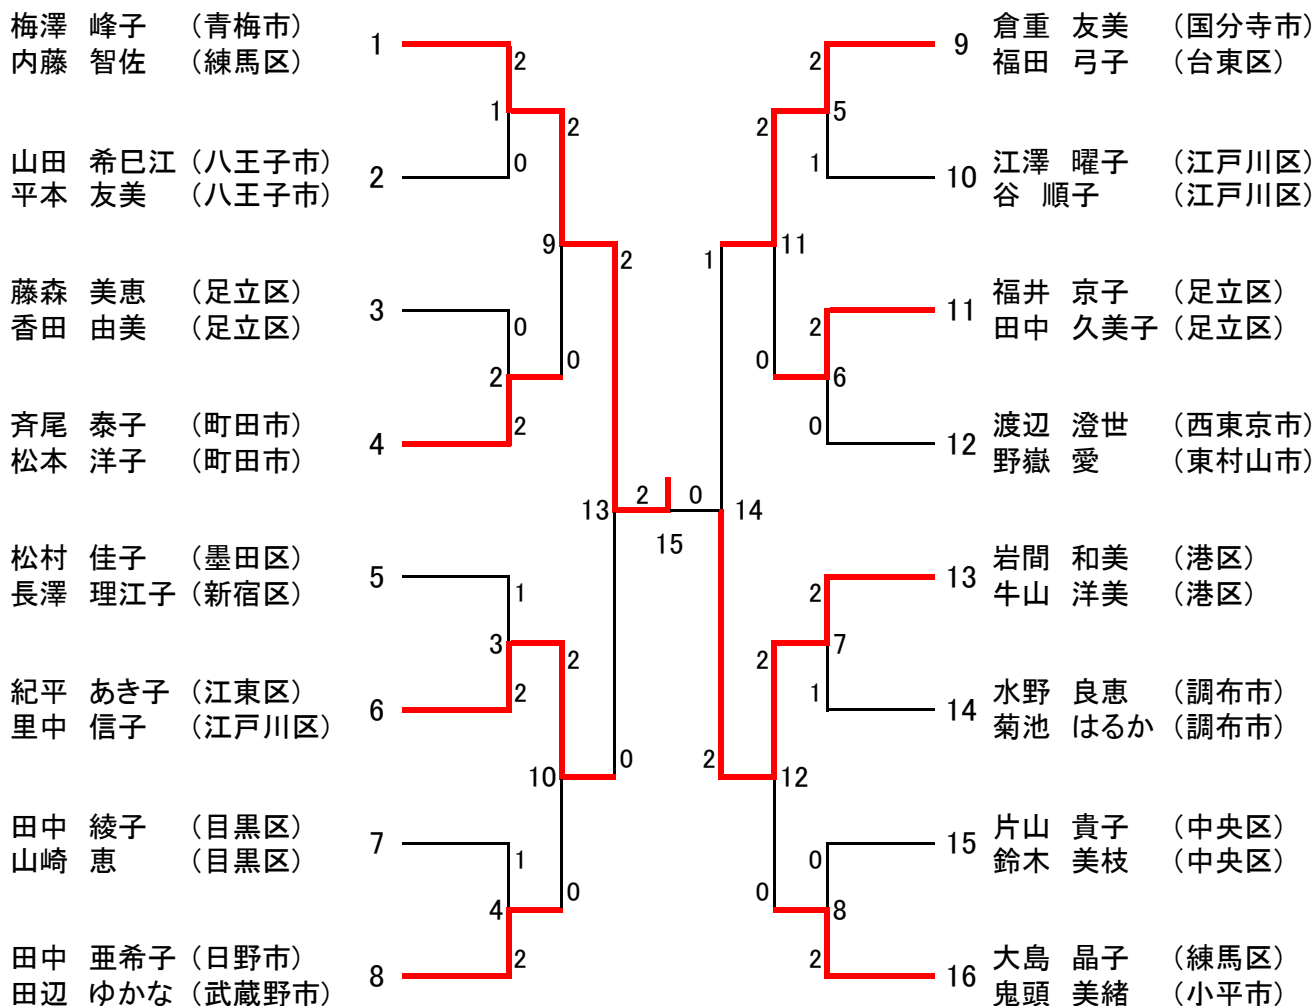 梅澤 峰子 （青梅市）
内藤 智佐 （練馬区）
1
2
1
0
山田 希巳江 （八王子市）
平本 友美 （八王子市）
2
2
9
2
藤森 美恵 （足立区）
香田 由美 （足立区）
3
0
2
0
斉尾 泰子 （町田市）
松本 洋子 （町田市）
4
2
13
2
0
14
15
松村 佳子 （墨田区）
長澤 理江子 （新宿区）
5
1
3
2
紀平 あき子 （江東区）
里中 信子 （江戸川区）
6
2
10
0
田中 綾子 （目黒区）
山崎 恵 （目黒区）
7
1
4
0
田中 亜希子 （日野市）
田辺 ゆかな （武蔵野市）
8
2
倉重 友美 （国分寺市）
福田 弓子 （台東区）
9
2
5
2
1
江澤 曜子 （江戸川区）
谷 順子 （江戸川区）
10
1
11
福井 京子 （足立区）
田中 久美子 （足立区）
11
2
0
6
0
渡辺 澄世 （西東京市）
野嶽 愛 （東村山市）
12
岩間 和美 （港区）
牛山 洋美 （港区）
13
2
7
2
1
水野 良恵 （調布市）
菊池 はるか （調布市）
14
2
12
片山 貴子 （中央区）
鈴木 美枝 （中央区）
15
0
0
8
2
大島 晶子 （練馬区）
鬼頭 美緒 （小平市）
16